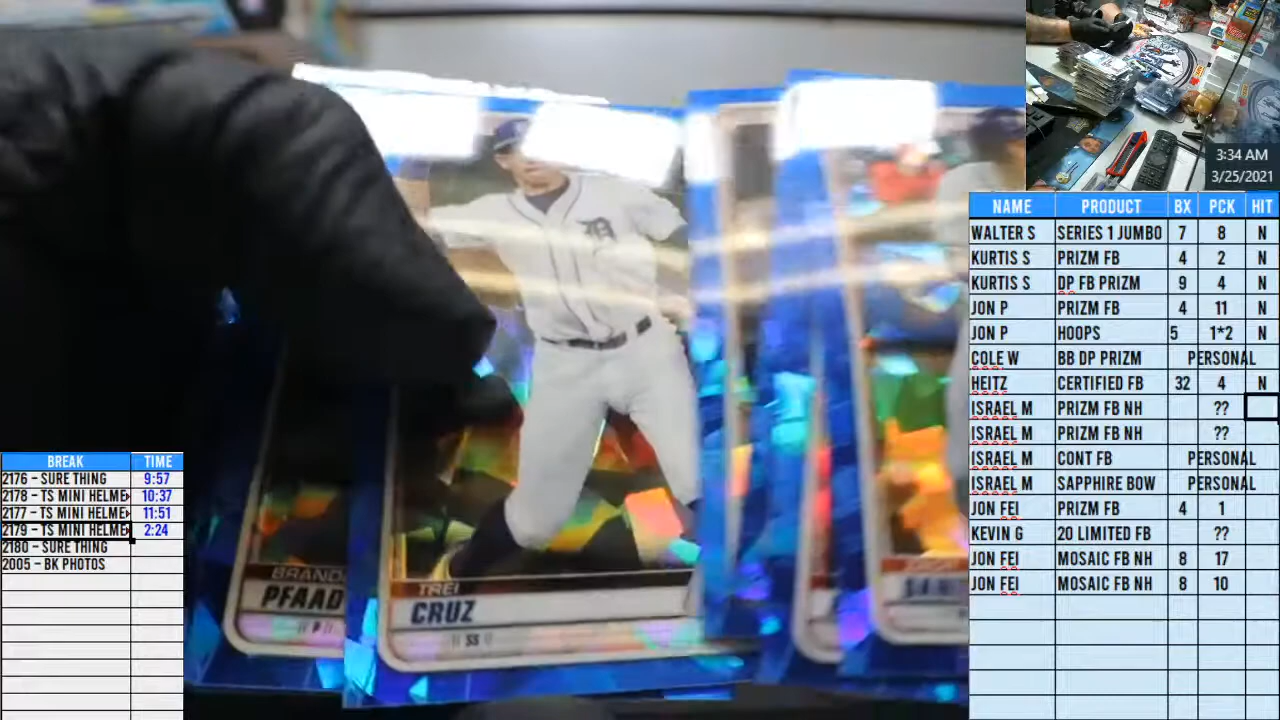 3:34 AM
3/25/2021
NAME PRODUCT BX PCK HIT
WALTER S SERIES 1 JUMBO 7 8 N
KURTIS S PRIZM FB 4 2 N
KURTIS S DP FB PRIZM 9 4 N
JON P PRIZM FB 4 11 N
JON P HOOPS 5 1*2 N
COLE W BB DP PRIZM PERSONAL
HEITZ CERTIFIED FB 32 4 N
ISRAEL M PRIZM FB NH ??
ISRAEL M PRIZM FB NH ??
ISRAEL M CONT FB PERSONAL
ISRAEL M SAPPHIRE BOW PERSONAL
JON FEI PRIZM FB 4 1
KEVIN G 20 LIMITED FB ??
JON FEI MOSAIC FB NH 8 17
JON FEI MOSAIC FB NH 8 10
BREAK TIME
2176 - SURE THING 9:57
2178 - TS MINI HELME 10:37
2177 - TS MINI HELME 11:51
2179 - TS MINI HELME 2:24
2180 - SURE THING
2005 - BK PHOTOS
BRAND
PFAAD
P
TREI
CRUZ
SS
D